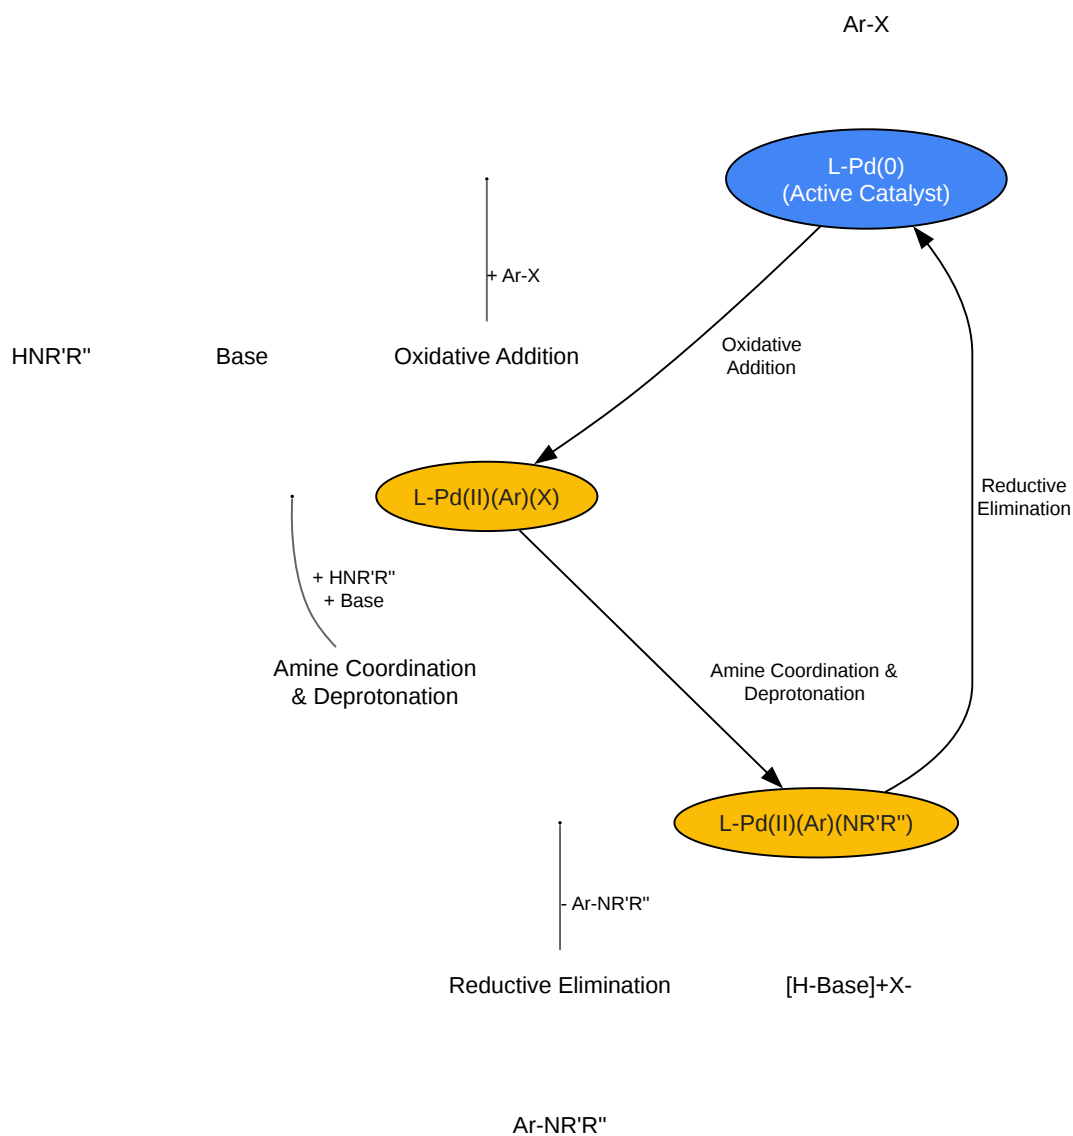 Ar-X
L-Pd(0)
(Active Catalyst)
+ Ar-X
Oxidative
Addition
HNR'R"
Base
Oxidative Addition
L-Pd(II)(Ar)(X)
Reductive
Elimination
+ HNR'R"
+ Base
Amine Coordination
& Deprotonation
Amine Coordination &
Deprotonation
L-Pd(II)(Ar)(NR'R")
- Ar-NR'R"
Reductive Elimination
[H-Base]+X-
Ar-NR'R"